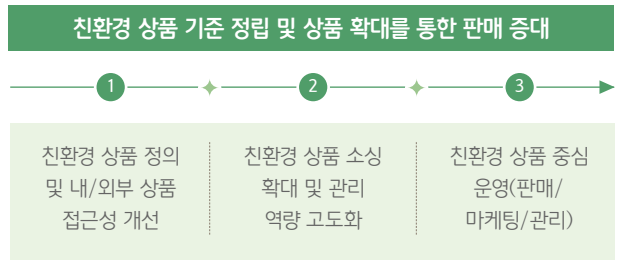 친환경 상품 기준 정립 및 상품 확대를 통한 판매 증대
1 2 3
친환경 상품 정의
및 내/외부 상품
접근성 개선
친환경 상품 소싱
확대 및 관리
역량 고도화
친환경 상품 중심
운영(판매/
마케팅/관리)